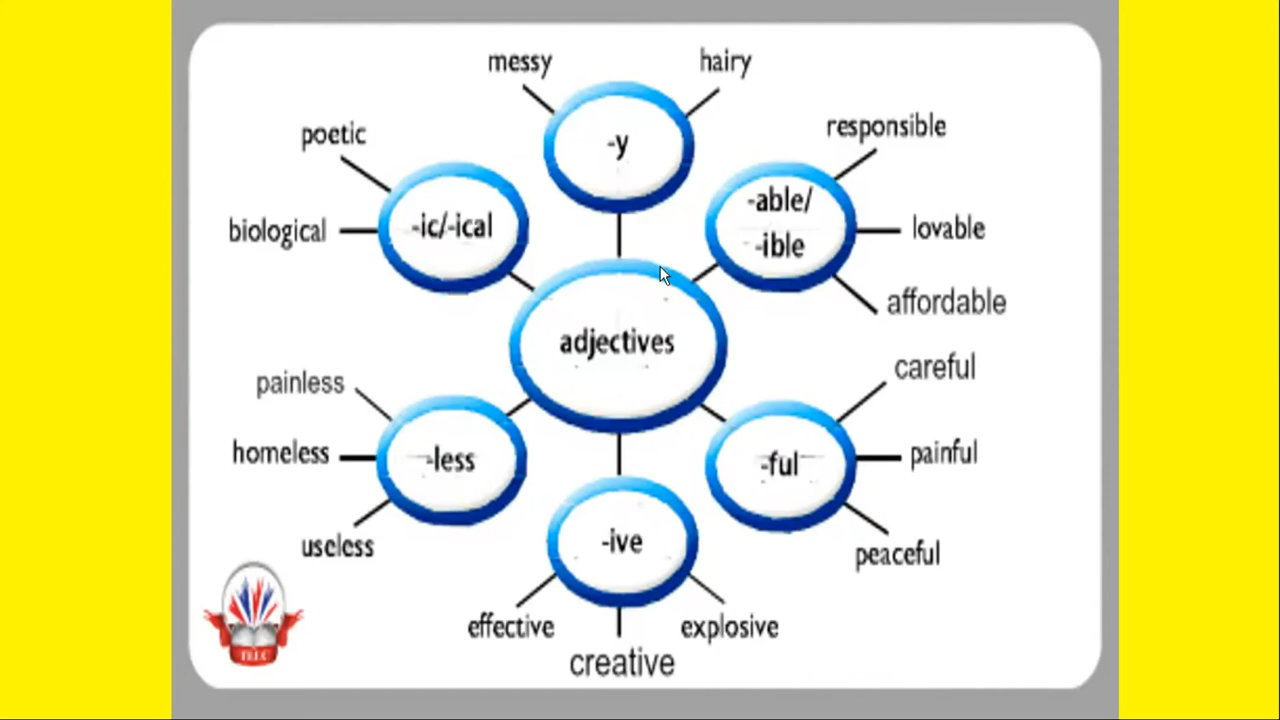 messy
hairy
-y
poetic
biological
-ic/-ical
responsible
-able/
-ible
lovable
affordable
adjectives
painless
homeless
-less
useless
careful
-ful
painful
peaceful
-ive
effective
creative
explosive